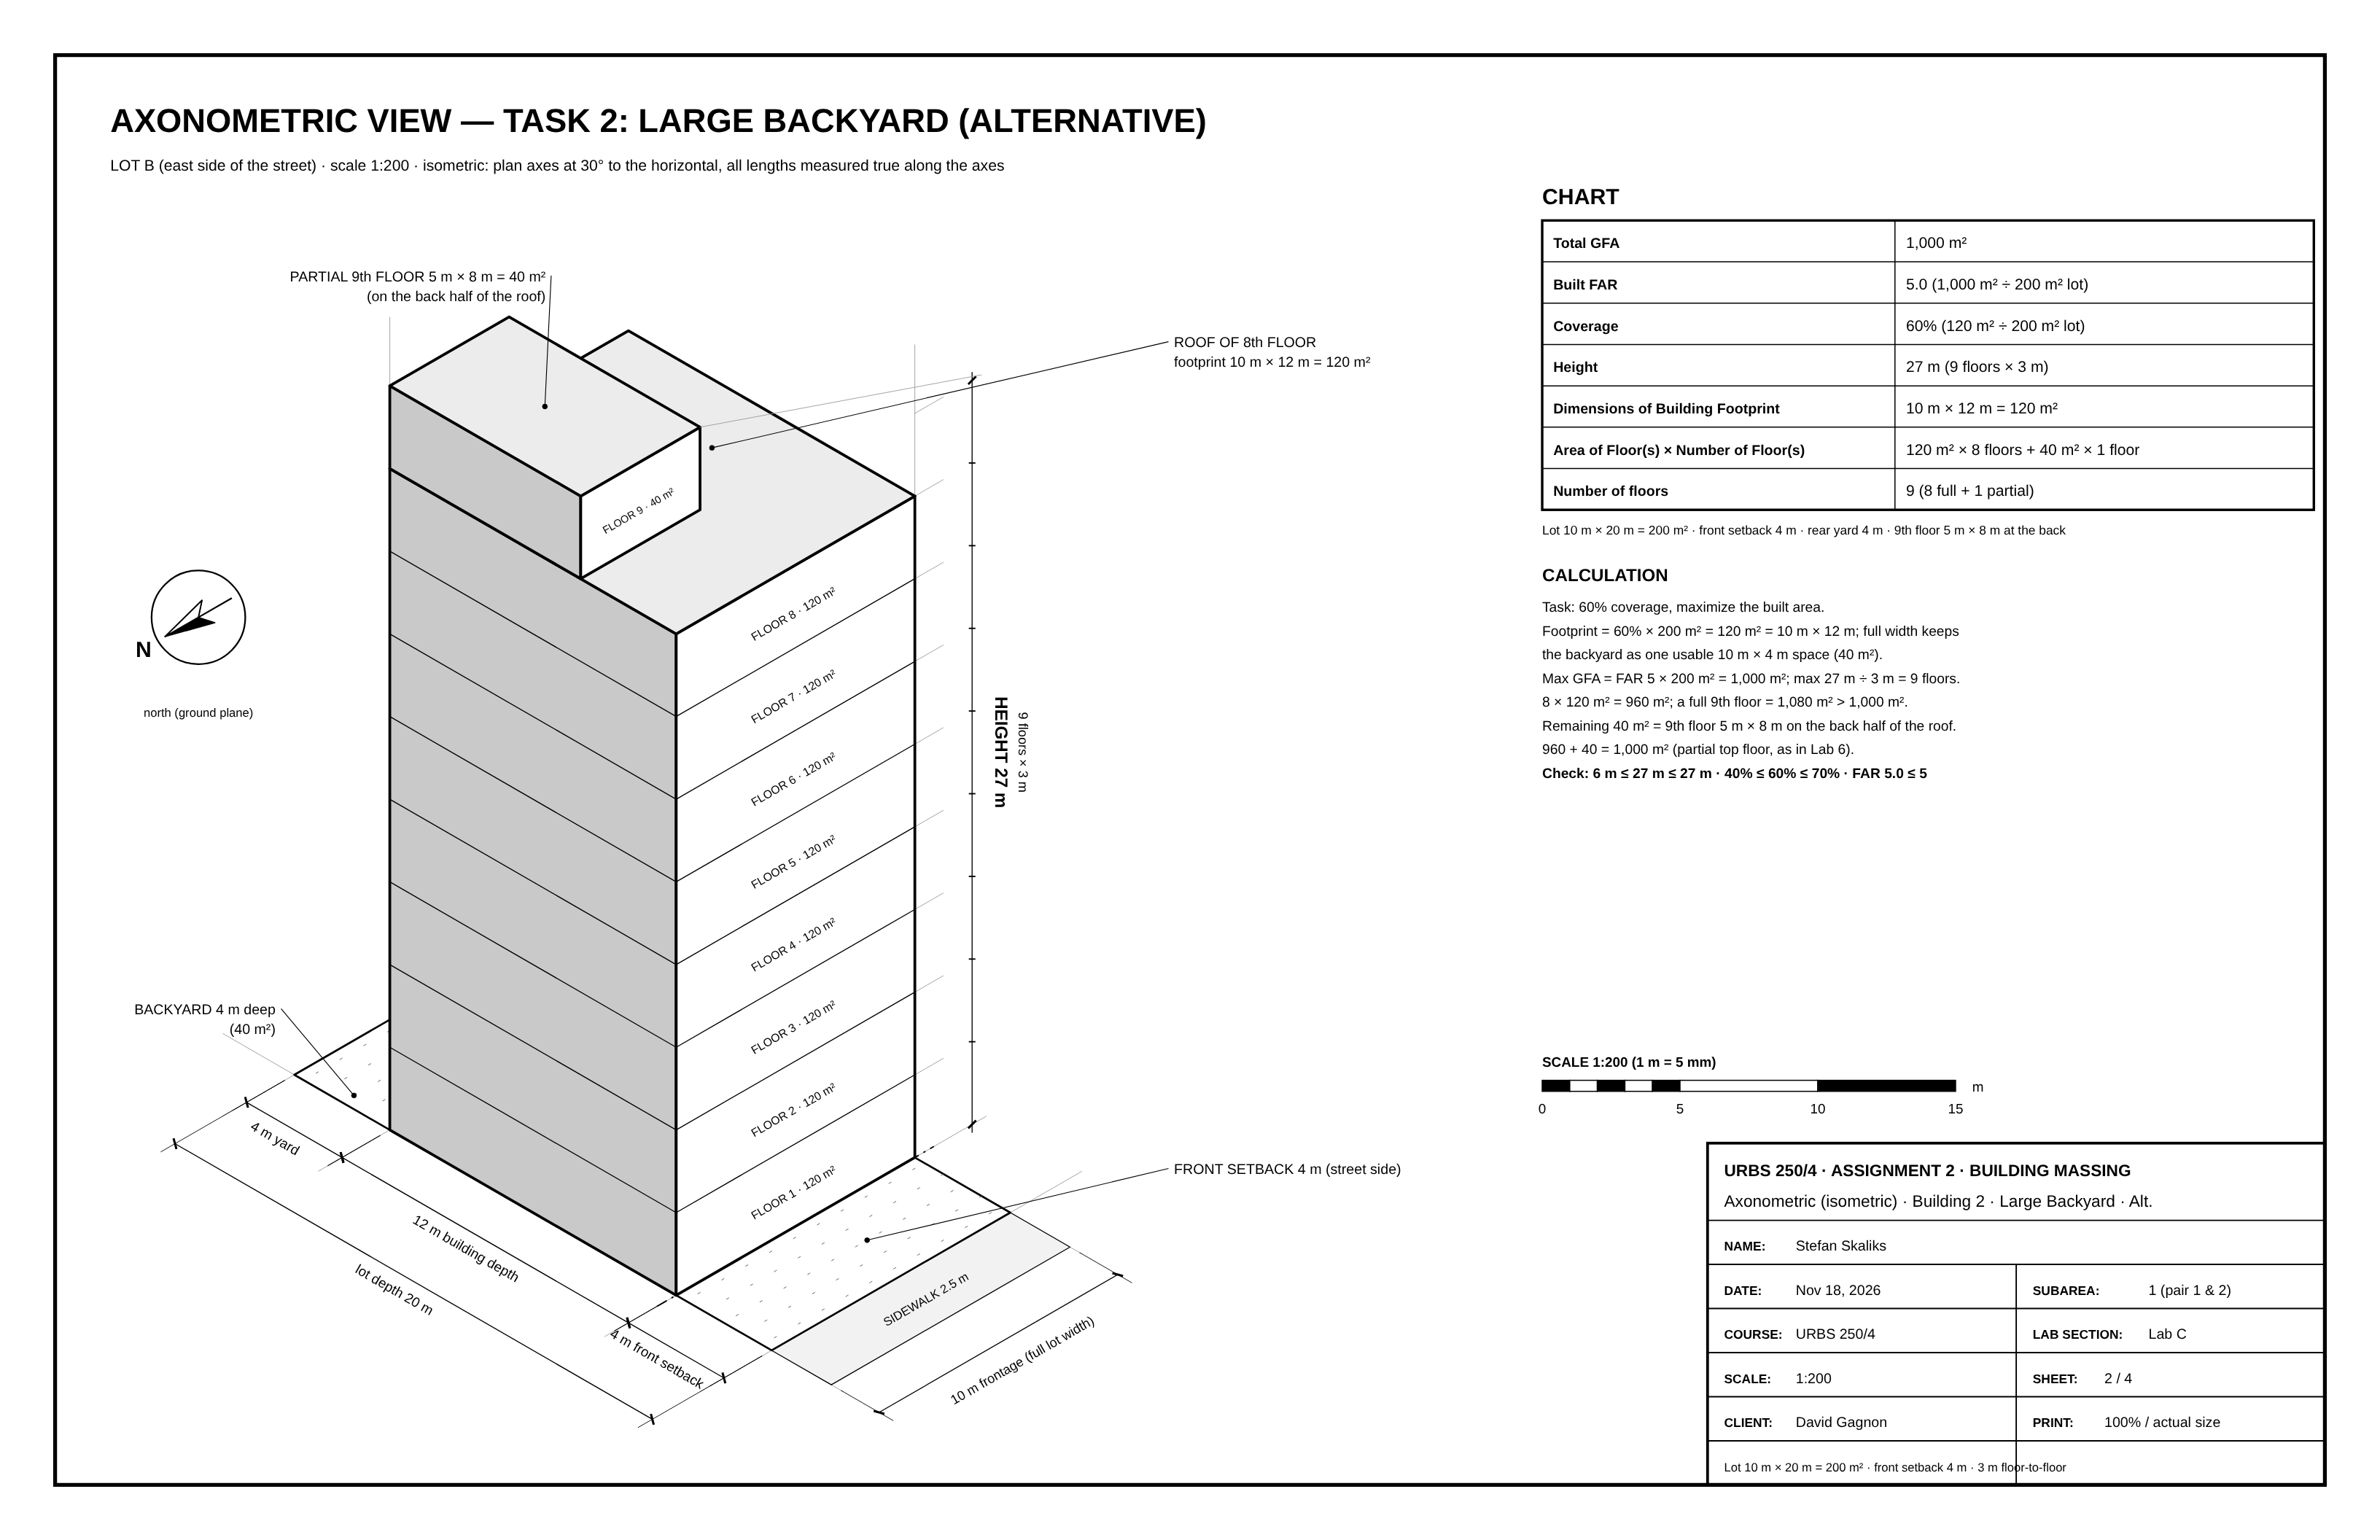 AXONOMETRIC VIEW — TASK 2: LARGE BACKYARD (ALTERNATIVE)
LOT B (east side of the street) · scale 1:200 · isometric: plan axes at 30° to the horizontal, all lengths measured true along the axes
PARTIAL 9th FLOOR 5 m × 8 m = 40 m²
(on the back half of the roof)
ROOF OF 8th FLOOR
footprint 10 m × 12 m = 120 m²
FLOOR 9 · 40 m²
FLOOR 8 · 120 m²
FLOOR 7 · 120 m²
FLOOR 6 · 120 m²
FLOOR 5 · 120 m²
FLOOR 4 · 120 m²
FLOOR 3 · 120 m²
FLOOR 2 · 120 m²
FLOOR 1 · 120 m²
N
north (ground plane)
HEIGHT 27 m
9 floors × 3 m
BACKYARD 4 m deep
(40 m²)
4 m yard
12 m building depth
lot depth 20 m
4 m front setback
FRONT SETBACK 4 m (street side)
SIDEWALK 2.5 m
10 m frontage (full lot width)
CHART
Total GFA 1,000 m²
Built FAR 5.0 (1,000 m² ÷ 200 m² lot)
Coverage 60% (120 m² ÷ 200 m² lot)
Height 27 m (9 floors × 3 m)
Dimensions of Building Footprint 10 m × 12 m = 120 m²
Area of Floor(s) × Number of Floor(s) 120 m² × 8 floors + 40 m² × 1 floor
Number of floors 9 (8 full + 1 partial)
Lot 10 m × 20 m = 200 m² · front setback 4 m · rear yard 4 m · 9th floor 5 m × 8 m at the back
CALCULATION
Task: 60% coverage, maximize the built area.
Footprint = 60% × 200 m² = 120 m² = 10 m × 12 m; full width keeps
the backyard as one usable 10 m × 4 m space (40 m²).
Max GFA = FAR 5 × 200 m² = 1,000 m²; max 27 m ÷ 3 m = 9 floors.
8 × 120 m² = 960 m²; a full 9th floor = 1,080 m² > 1,000 m².
Remaining 40 m² = 9th floor 5 m × 8 m on the back half of the roof.
960 + 40 = 1,000 m² (partial top floor, as in Lab 6).
Check: 6 m ≤ 27 m ≤ 27 m · 40% ≤ 60% ≤ 70% · FAR 5.0 ≤ 5
SCALE 1:200 (1 m = 5 mm)
m
0 5 10 15
URBS 250/4 · ASSIGNMENT 2 · BUILDING MASSING
Axonometric (isometric) · Building 2 · Large Backyard · Alt.
NAME: Stefan Skaliks
DATE: Nov 18, 2026 SUBAREA: 1 (pair 1 & 2)
COURSE: URBS 250/4 LAB SECTION: Lab C
SCALE: 1:200 SHEET: 2 / 4
CLIENT: David Gagnon PRINT: 100% / actual size
Lot 10 m × 20 m = 200 m² · front setback 4 m · 3 m floor-to-floor